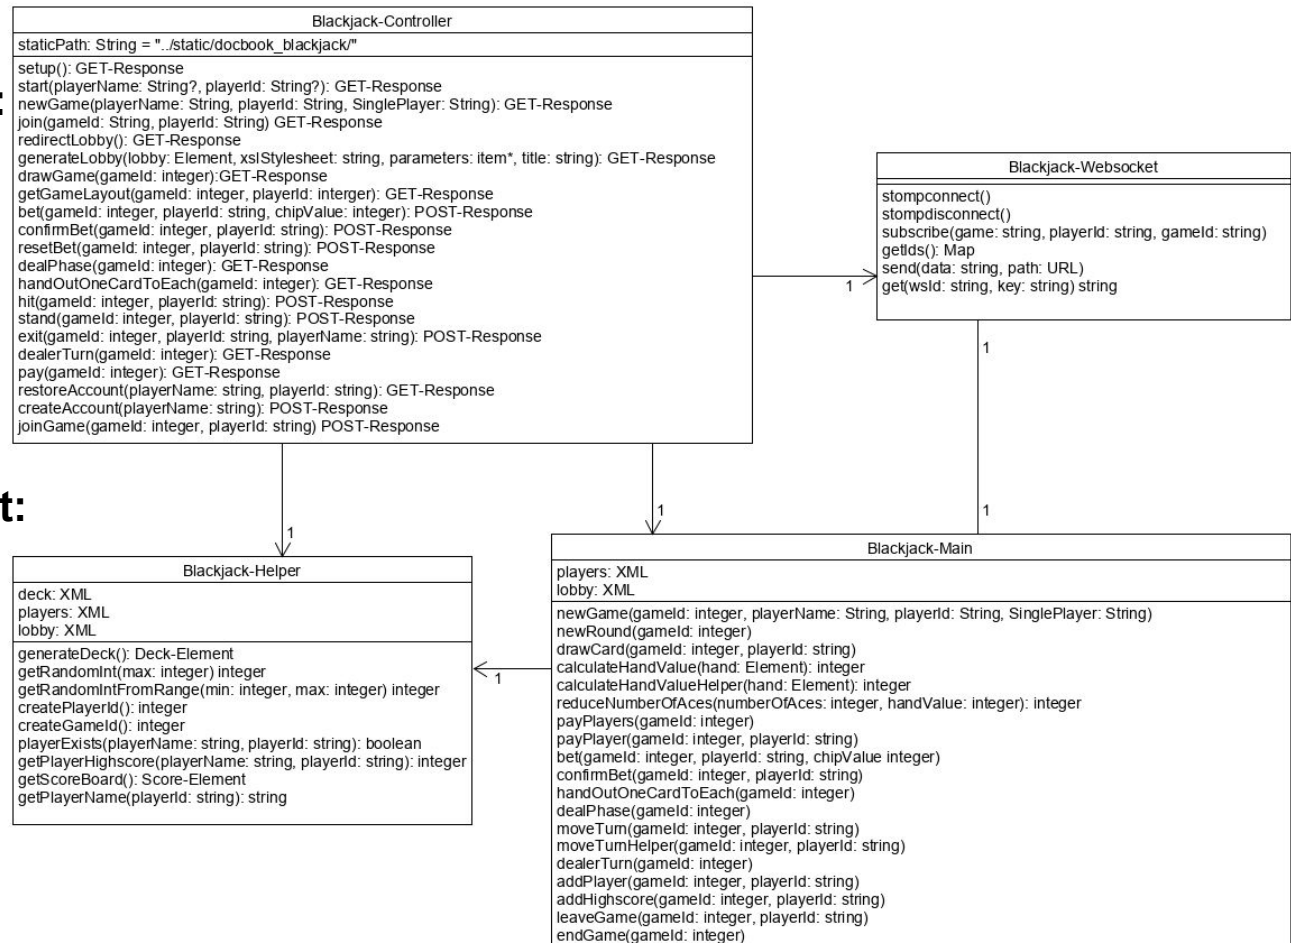 Blackjack-Controller
staticPath: String = "../static/docbook_blackjack/"
setup(): GET-Response
start(playerName: String?, playerId: String?): GET-Response
newGame(playerName: String, playerId: String, SinglePlayer: String): GET-Response
join(gameId: String, playerId: String) GET-Response
redirectLobby(): GET-Response
generateLobby(lobby: Element, xslStylesheet: string, parameters: item*, title: string): GET-Response
drawGame(gameId: integer):GET-Response
getGameLayout(gameId: integer, playerId: interger): GET-Response
bet(gameId: integer, playerId: string, chipValue: integer): POST-Response
confirmBet(gameId: integer, playerId: string): POST-Response
resetBet(gameId: integer, playerId: string): POST-Response
dealPhase(gameId: integer): GET-Response
handOutOneCardToEach(gameId: integer): GET-Response
hit(gameId: integer, playerId: string): POST-Response
stand(gameId: integer, playerId: string): POST-Response
exit(gameId: integer, playerId: string, playerName: string): POST-Response
dealerTurn(gameId: integer): GET-Response
pay(gameId: integer): GET-Response
restoreAccount(playerName: string, playerId: string): GET-Response
createAccount(playerName: string): POST-Response
joinGame(gameId: integer, playerId: string) POST-Response
:
Blackjack-Websocket
stompconnect()
stompdisconnect()
subscribe(game: string, playerId: string, gameId: string)
getIds(): Map
send(data: string, path: URL)
get(wsId: string, key: string) string
1
1
t:
1
1
1
Blackjack-Helper
deck: XML
players: XML
lobby: XML
generateDeck(): Deck-Element
getRandomInt(max: integer) integer
getRandomIntFromRange(min: integer, max: integer) integer
createPlayerId(): integer
createGameId(): integer
playerExists(playerName: string, playerId: string): boolean
getPlayerHighscore(playerName: string, playerId: string): integer
getScoreBoard(): Score-Element
getPlayerName(playerId: string): string
1
Blackjack-Main
players: XML
lobby: XML
newGame(gameId: integer, playerName: String, playerId: String, SinglePlayer: String)
newRound(gameId: integer)
drawCard(gameId: integer, playerId: string)
calculateHandValue(hand: Element): integer
calculateHandValueHelper(hand: Element): integer
reduceNumberOfAces(numberOfAces: integer, handValue: integer): integer
payPlayers(gameId: integer)
payPlayer(gameId: integer, playerId: string)
bet(gameId: integer, playerId: string, chipValue integer)
confirmBet(gameId: integer, playerId: string)
handOutOneCardToEach(gameId: integer)
dealPhase(gameId: integer)
moveTurn(gameId: integer, playerId: string)
moveTurnHelper(gameId: integer, playerId: string)
dealerTurn(gameId: integer)
addPlayer(gameId: integer, playerId: string)
addHighscore(gameId: integer, playerId: string)
leaveGame(gameId: integer, playerId: string)
endGame(gameId: integer)